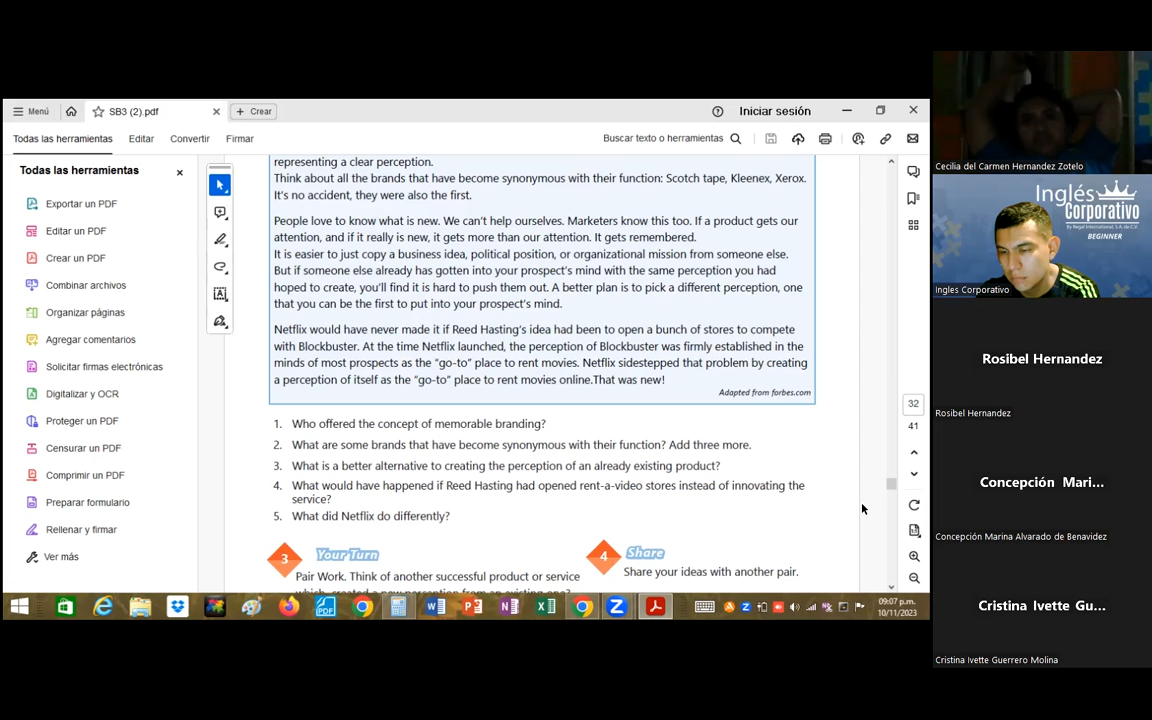 Menú
SB3 (2).pdf
Crear
Iniciar sesión
Todas las herramientas
Editar
Convertir
Firmar
Buscar texto o herramientas
Todas las herramientas
Exportar un PDF
Editar un PDF
Crear un PDF
Combinar archivos
Organizar páginas
Agregar comentarios
Solicitar firmas electrónicas
Digitalizar y OCR
Proteger un PDF
Censurar un PDF
Comprimir un PDF
Preparar formulario
Rellenar y firmar
Ver más
representing a clear perception.
Think about all the brands that have become synonymous with their function: Scotch tape, Kleenex, Xerox.
It's no accident, they were also the first.
People love to know what is new. We can't help ourselves. Marketers know this too. If a product gets our
attention, and if it really is new, it gets more than our attention. It gets remembered.
It is easier to just copy a business idea, political position, or organizational mission from someone else.
But if someone else already has gotten into your prospect's mind with the same perception you had
hoped to create, you'll find it is hard to push them out. A better plan is to pick a different perception, one
that you can be the first to put into your prospect's mind.
Netflix would have never made it if Reed Hasting's idea had been to open a bunch of stores to compete
with Blockbuster. At the time Netflix launched, the perception of Blockbuster was firmly established in the
minds of most prospects as the "go-to" place to rent movies. Netflix sidestepped that problem by creating
a perception of itself as the "go-to" place to rent movies online.That was new!
Adapted from forbes.com
1. Who offered the concept of memorable branding?
2. What are some brands that have become synonymous with their function? Add three more.
3. What is a better alternative to creating the perception of an already existing product?
4. What would have happened if Reed Hasting had opened rent-a-video stores instead of innovating the
service?
5. What did Netflix do differently?
3 Your Turn
Pair Work. Think of another successful product or service
which created a new perception from an existing one?
4 Share
Share your ideas with another pair.
32
41
09:07 p.m.
10/11/2023
Cecilia del Carmen Hernandez Zotelo
Inglés
Corporativo
By Regal International, S.A. de C.V.
BEGINNER
Ingles Corporativo
Rosibel Hernandez
Rosibel Hernandez
Concepción Mari...
Concepción Marina Alvarado de Benavidez
Cristina Ivette Gu...
Cristina Ivette Guerrero Molina